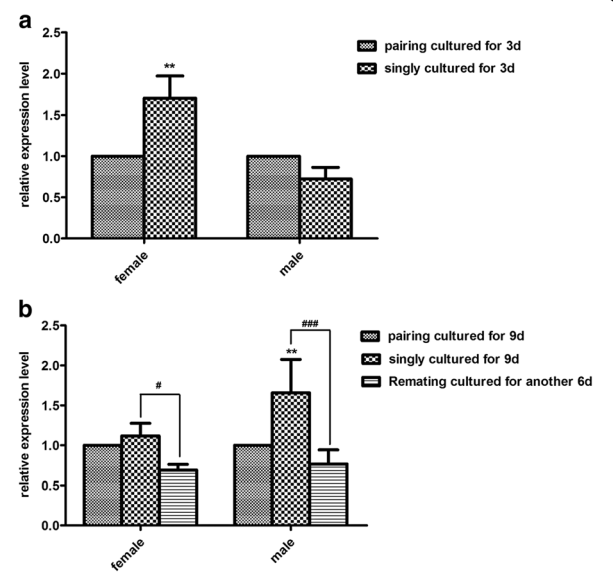 a
relative expression level
2.5
2.0
1.5
1.0
0.5
0.0
**
female
male
pairing cultured for 3d
singly cultured for 3d
b
relative expression level
2.5
2.0
1.5
1.0
0.5
0.0
#
**
###
female
male
pairing cultured for 9d
singly cultured for 9d
Remating cultured for another 6d